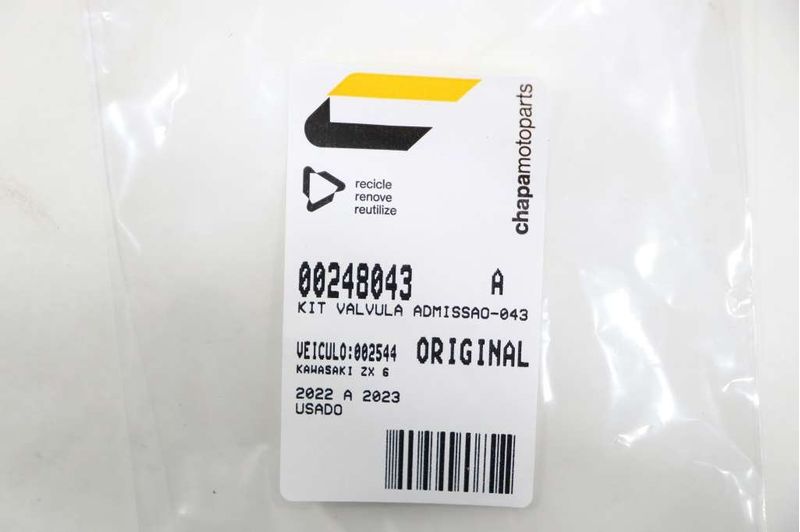 chapamotoparts
recicle
renove
reutilize
00248043 A
KIT VALVULA ADMISSAO-043
VEICULO:002544 ORIGINAL
KAWASAKI ZX 6
2022 A 2023
USADO